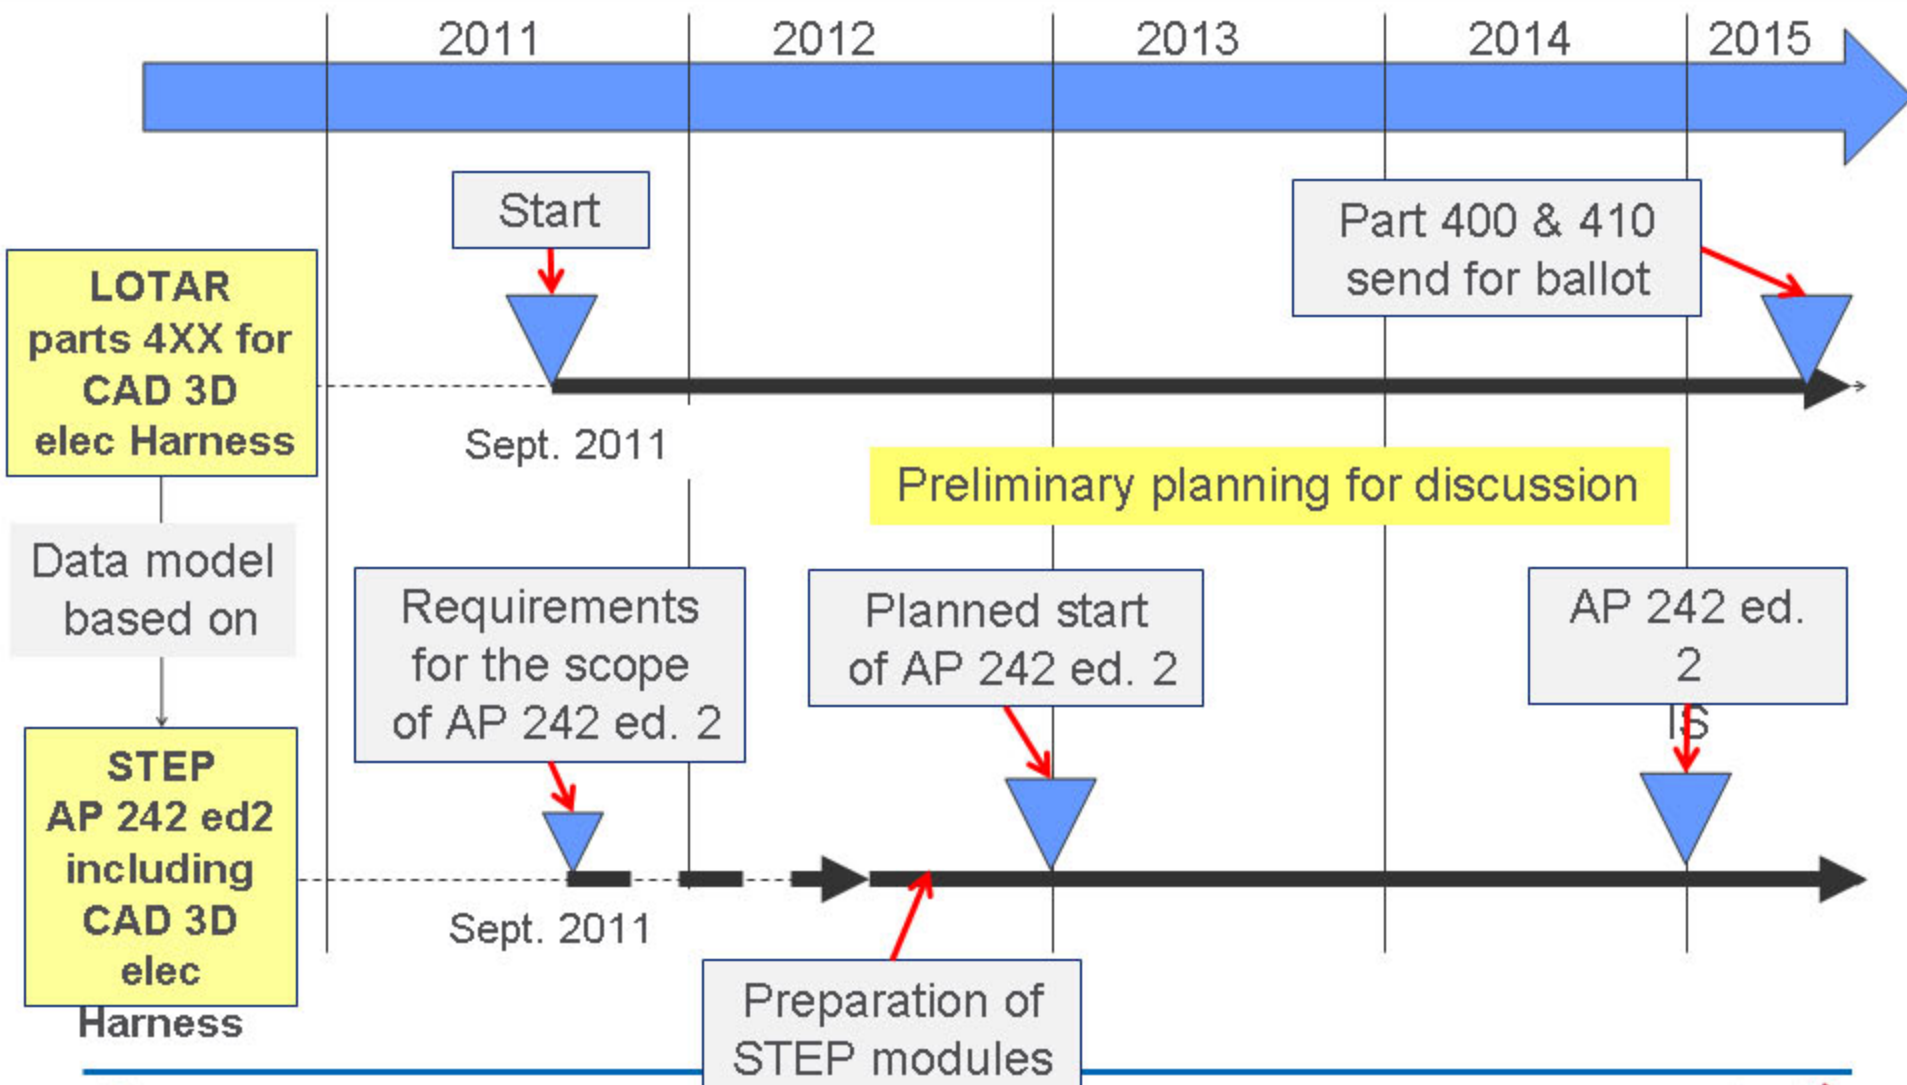 2011
2012
2013
2014
2015
Start
Part 400 & 410
send for ballot
LOTAR
parts 4XX for
CAD 3D
elec Harness
Sept. 2011
Preliminary planning for discussion
Data model
based on
Requirements
for the scope
of AP 242 ed. 2
Planned start
of AP 242 ed. 2
AP 242 ed.
2
IS
STEP
AP 242 ed2
including
CAD 3D
elec
Harness
Sept. 2011
Preparation of
STEP modules